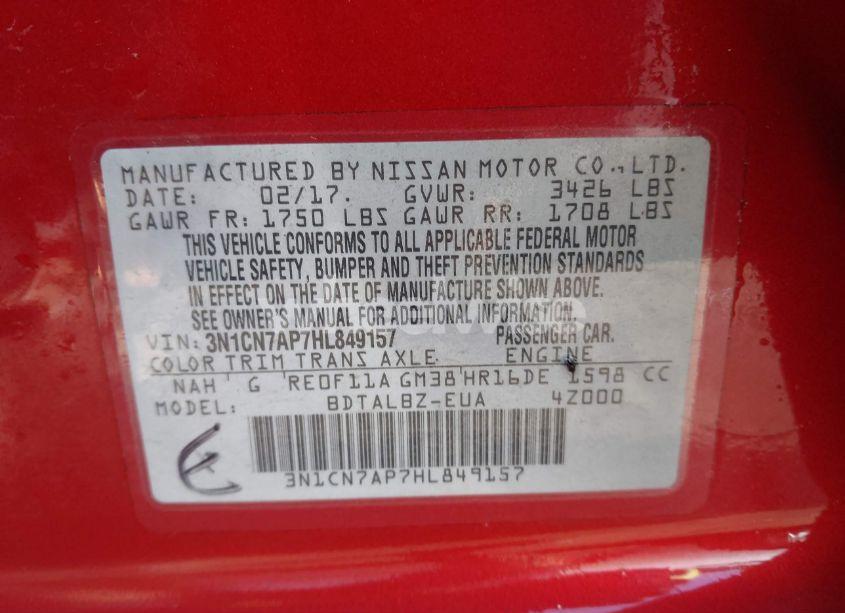 MANUFACTURED BY NISSAN MOTOR CO., LTD.
DATE: 02/17. GVWR: 3426 LBS
GAWR FR: 1750 LBS GAWR RR: 1708 LBS
THIS VEHICLE CONFORMS TO ALL APPLICABLE FEDERAL MOTOR
VEHICLE SAFETY, BUMPER AND THEFT PREVENTION STANDARDS
IN EFFECT ON THE DATE OF MANUFACTURE SHOWN ABOVE.
SEE OWNER'S MANUAL FOR ADDITIONAL INFORMATION.
VIN: 3N1CN7AP7HL849157 PASSENGER CAR.
COLOR TRIM TRANS AXLE ENGINE
NAH G RE0F11A GM38 HR16DE 1598 CC
MODEL: BDTALBZ-EUA 4Z000
3N1CN7AP7HL849157